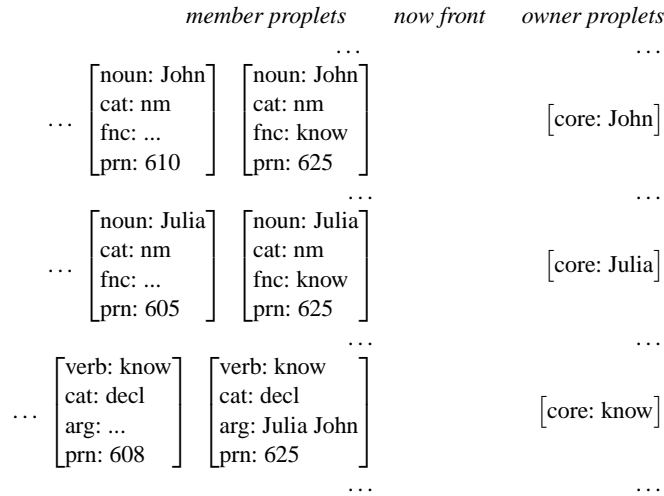 member proplets now front owner proplets
... ...
noun: John noun: John
cat: nm cat: nm
... fnc: ... fnc: know core: John
prn: 610 prn: 625
... ...
noun: Julia noun: Julia
cat: nm cat: nm
... fnc: ... fnc: know core: Julia
prn: 605 prn: 625
... ...
verb: know verb: know
cat: decl cat: decl
... arg: ... arg: Julia John core: know
prn: 608 prn: 625
... ...